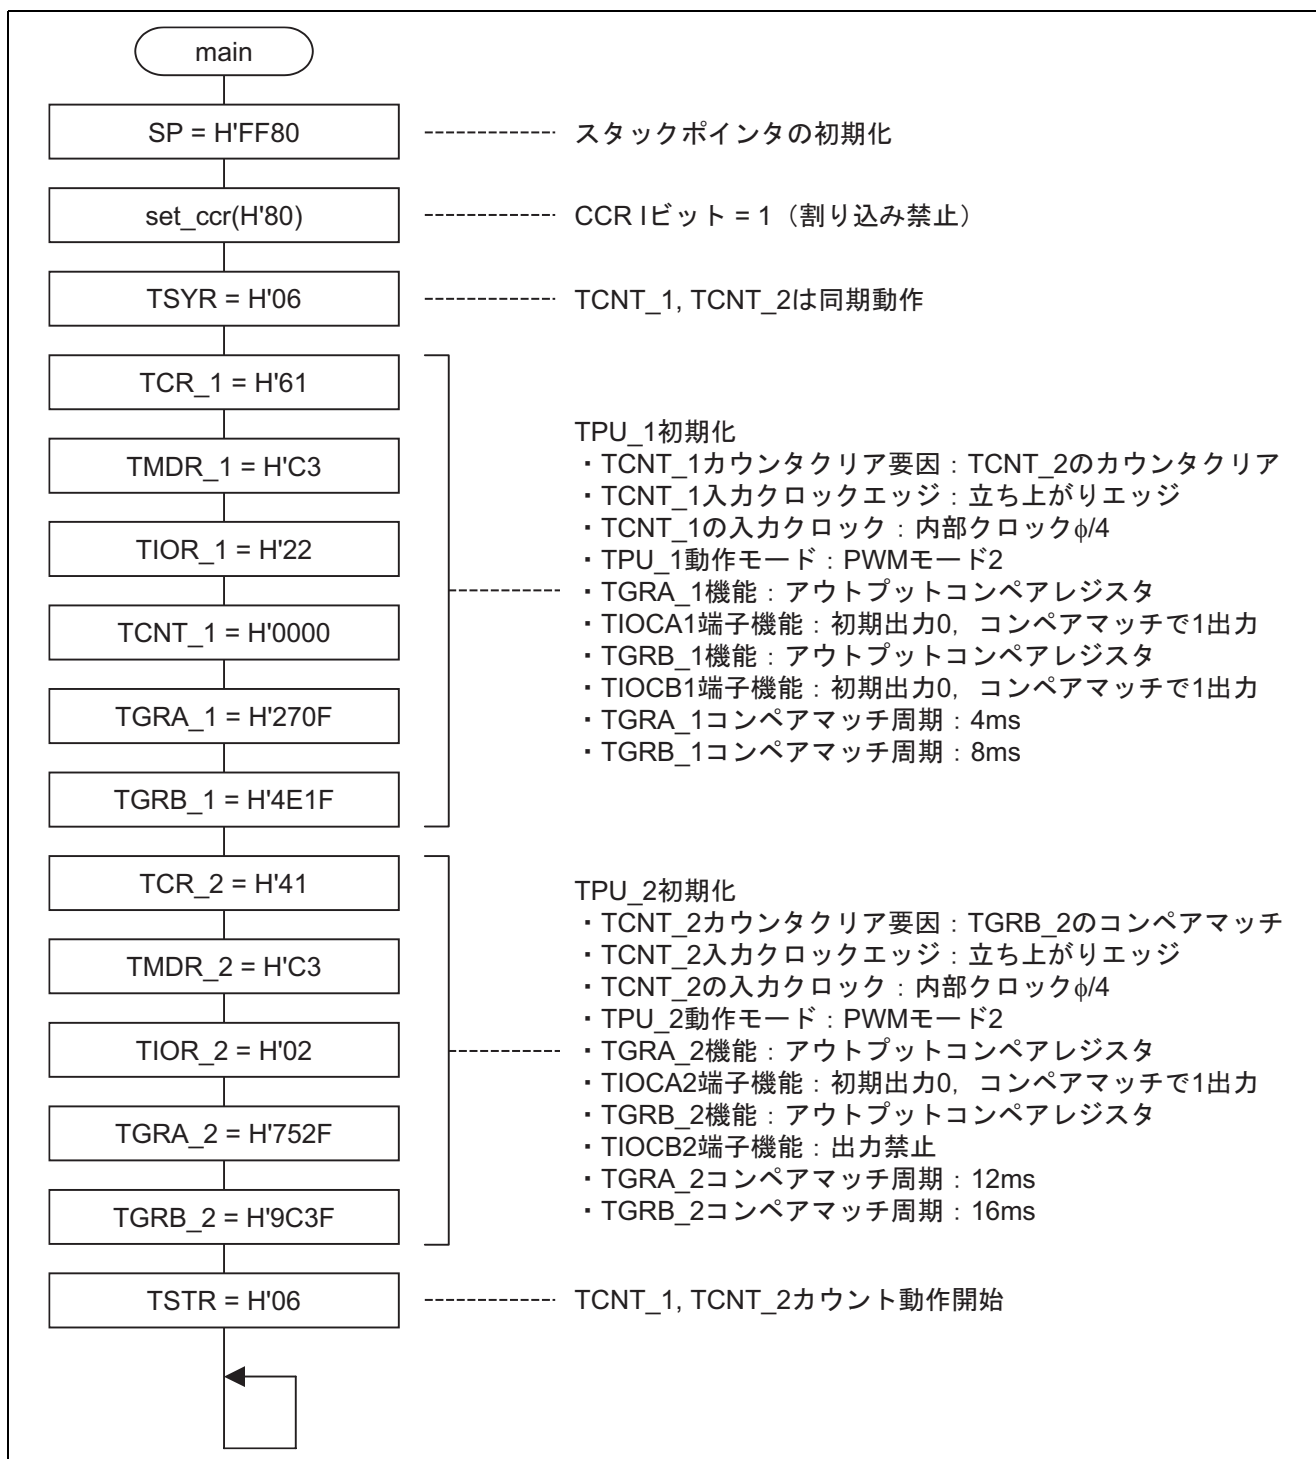 main
SP = H'FF80
スタックポインタの初期化
set_ccr(H'80)
CCR Iビット = 1（割り込み禁止）
TSYR = H'06
TCNT_1, TCNT_2は同期動作
TCR_1 = H'61
TMDR_1 = H'C3
TIOR_1 = H'22
TCNT_1 = H'0000
TGRA_1 = H'270F
TGRB_1 = H'4E1F
TPU_1初期化
・TCNT_1カウンタクリア要因：TCNT_2のカウンタクリア
・TCNT_1入力クロックエッジ：立ち上がりエッジ
・TCNT_1の入力クロック：内部クロックφ/4
・TPU_1動作モード：PWMモード2
・TGRA_1機能：アウトプットコンペアレジスタ
・TIOCA1端子機能：初期出力0，コンペアマッチで1出力
・TGRB_1機能：アウトプットコンペアレジスタ
・TIOCB1端子機能：初期出力0，コンペアマッチで1出力
・TGRA_1コンペアマッチ周期：4ms
・TGRB_1コンペアマッチ周期：8ms
TCR_2 = H'41
TMDR_2 = H'C3
TIOR_2 = H'02
TGRA_2 = H'752F
TGRB_2 = H'9C3F
TPU_2初期化
・TCNT_2カウンタクリア要因：TGRB_2のコンペアマッチ
・TCNT_2入力クロックエッジ：立ち上がりエッジ
・TCNT_2の入力クロック：内部クロックφ/4
・TPU_2動作モード：PWMモード2
・TGRA_2機能：アウトプットコンペアレジスタ
・TIOCA2端子機能：初期出力0，コンペアマッチで1出力
・TGRB_2機能：アウトプットコンペアレジスタ
・TIOCB2端子機能：出力禁止
・TGRA_2コンペアマッチ周期：12ms
・TGRB_2コンペアマッチ周期：16ms
TSTR = H'06
TCNT_1, TCNT_2カウント動作開始